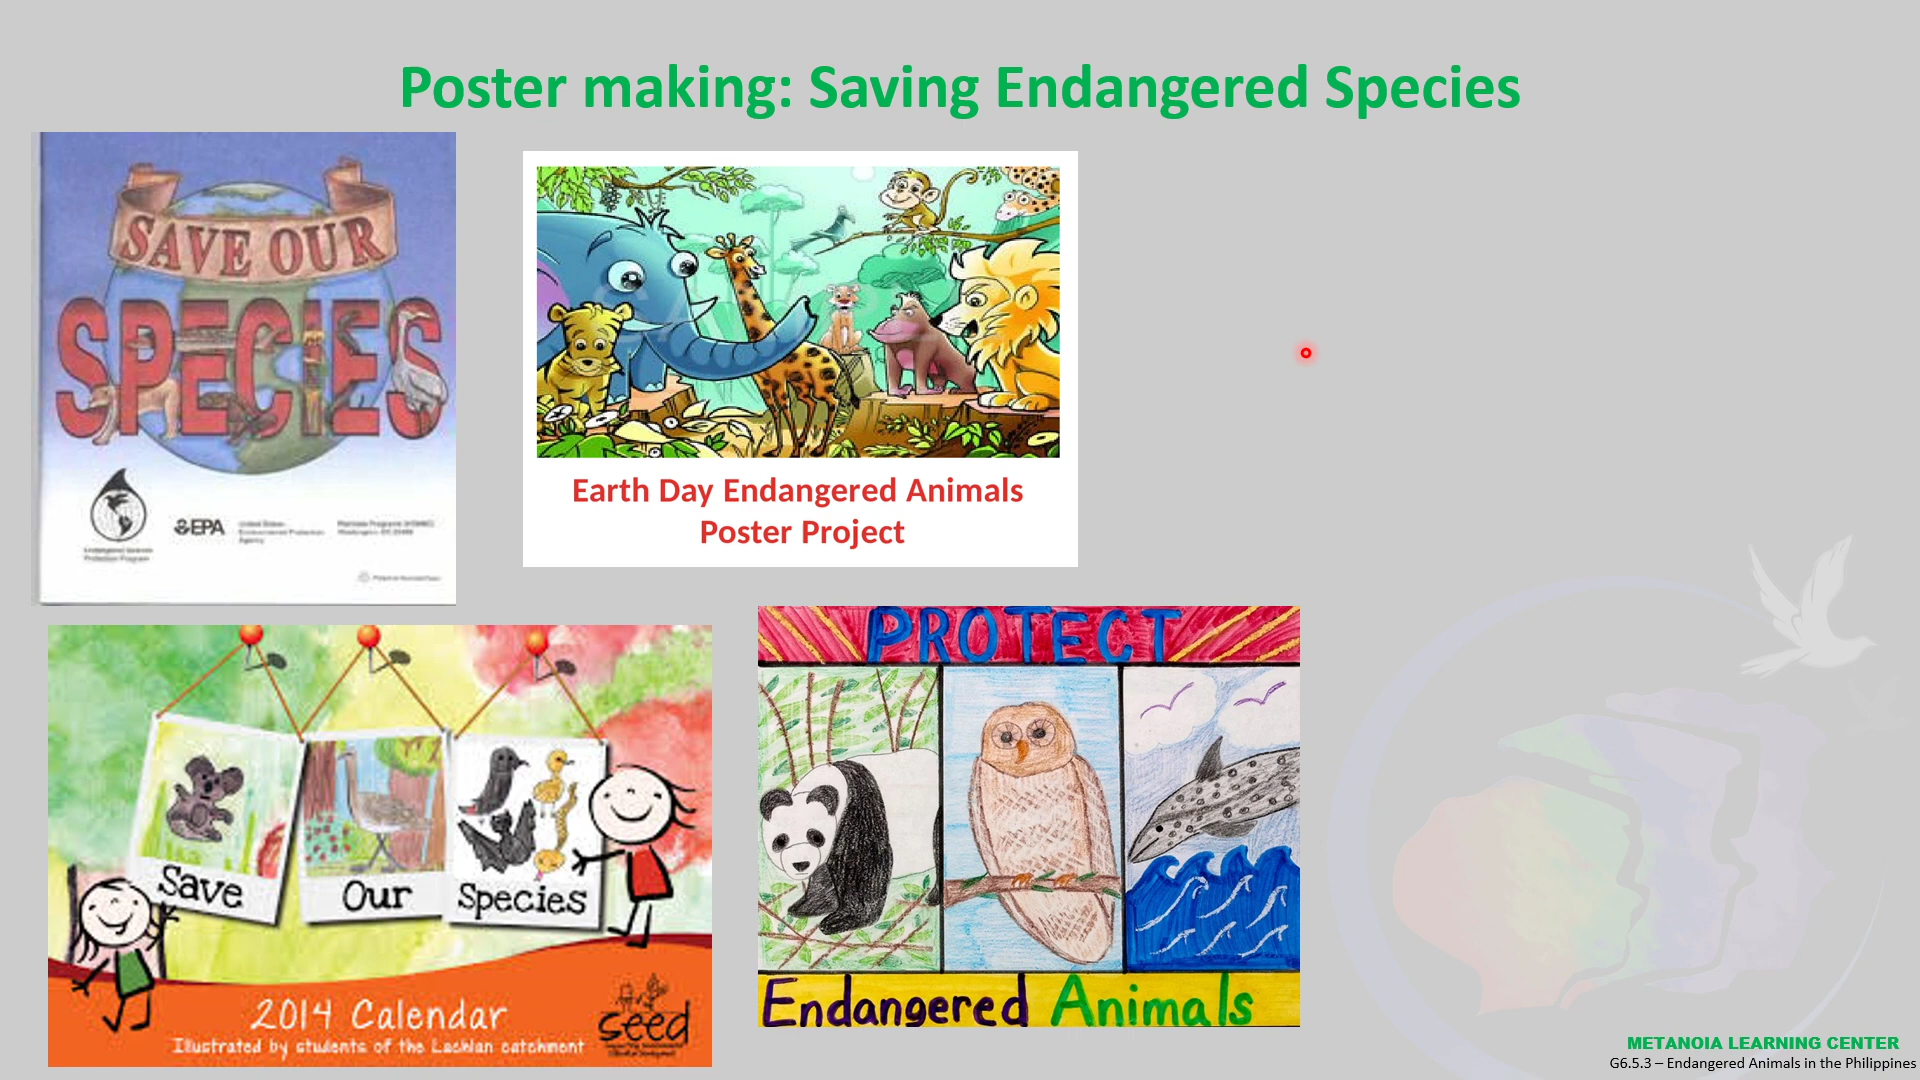 Poster making: Saving Endangered Species
SAVE OUR
SPECIES
EPA
Earth Day Endangered Animals
Poster Project
Save
Our
Species
2014 Calendar
Illustrated by students of the Lachlan catchment
seed
PROTECT
Endangered Animals
METANOIA LEARNING CENTER
G6.5.3 – Endangered Animals in the Philippines